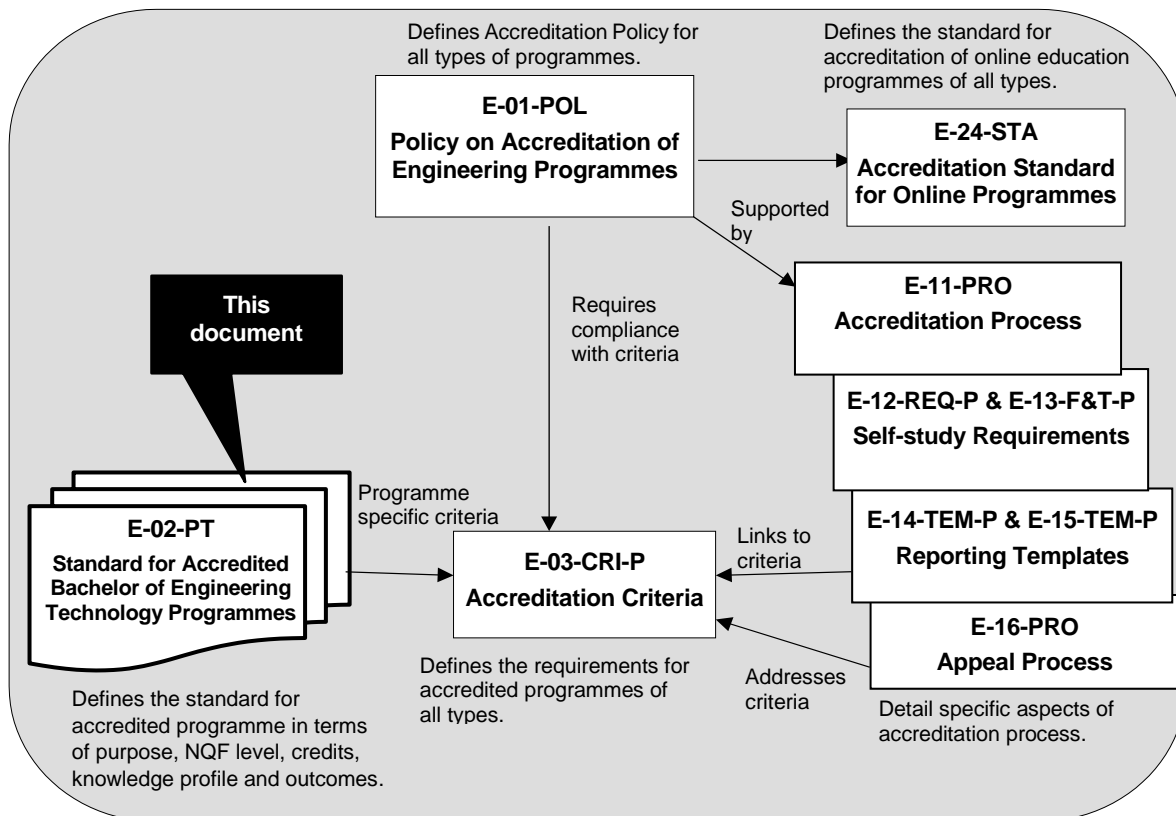 Defines Accreditation Policy for
all types of programmes.
Defines the standard for
accreditation of online education
programmes of all types.
E-01-POL
Policy on Accreditation of
Engineering Programmes
E-24-STA
Accreditation Standard
for Online Programmes
Supported
by
This
document
Requires
compliance
with criteria
E-11-PRO
Accreditation Process
E-12-REQ-P & E-13-F&T-P
Self-study Requirements
Programme
specific criteria
E-02-PT
Standard for Accredited
Bachelor of Engineering
Technology Programmes
E-03-CRI-P
Accreditation Criteria
Links to
criteria
E-14-TEM-P & E-15-TEM-P
Reporting Templates
E-16-PRO
Appeal Process
Defines the standard for
accredited programme in terms
of purpose, NQF level, credits,
knowledge profile and outcomes.
Defines the requirements for
accredited programmes of
all types.
Addresses
criteria
Detail specific aspects of
accreditation process.